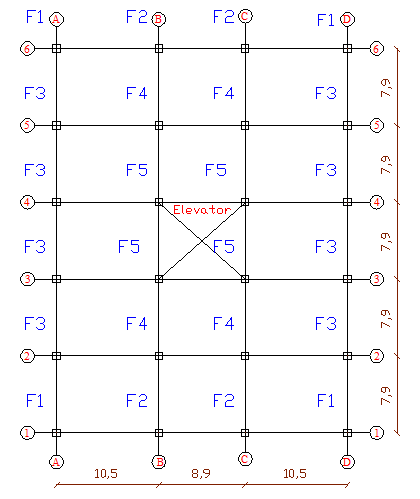 F1 F2 F2 F1
A B C D
6 6
F3 F4 F4 F3 7,9
5 5
F3 F5 F5 F3 7,9
4 4
Elevator
F3 F5 F5 F3 7,9
3 3
F3 F4 F4 F3 7,9
2 2
F1 F2 F2 F1 7,9
1 1
A B C D
10,5 8,9 10,5